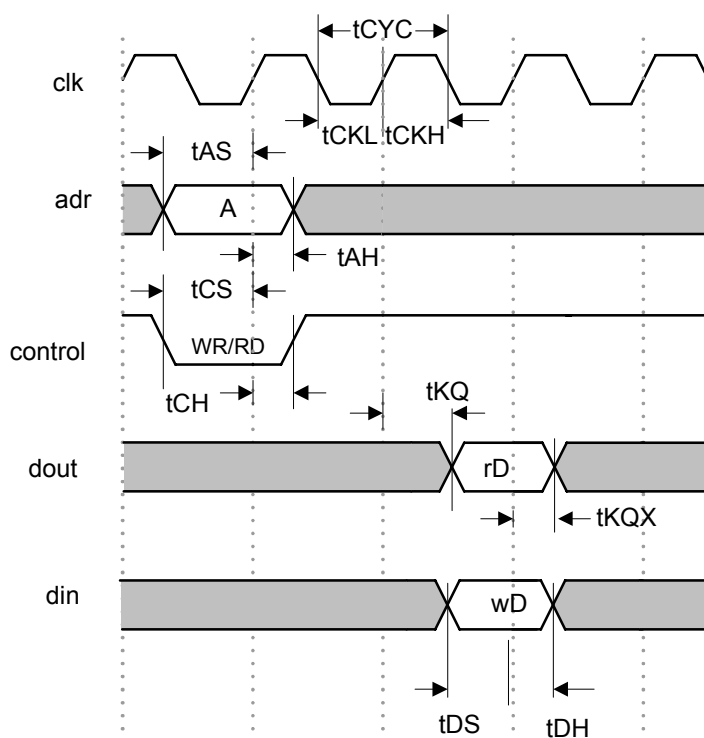 tCYC
clk
tCKL tCKH
tAS
adr
A
tAH
tCS
control
WR/RD
tCH
tKQ
dout
rD
tKQX
din
wD
tDS
tDH